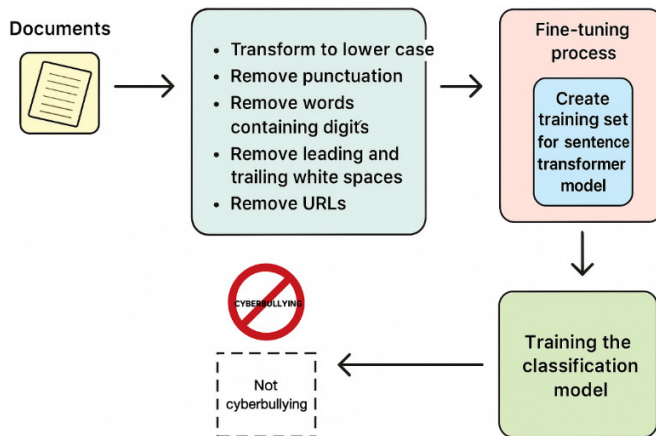 Documents
• Transform to lower case
• Remove punctuation
• Remove words
containing digits
• Remove leading and
trailing white spaces
• Remove URLs
Fine-tuning
process
Create
training set
for sentence
transformer
model
CYBERBULLYING
Not
cyberbullying
Training the
classification
model